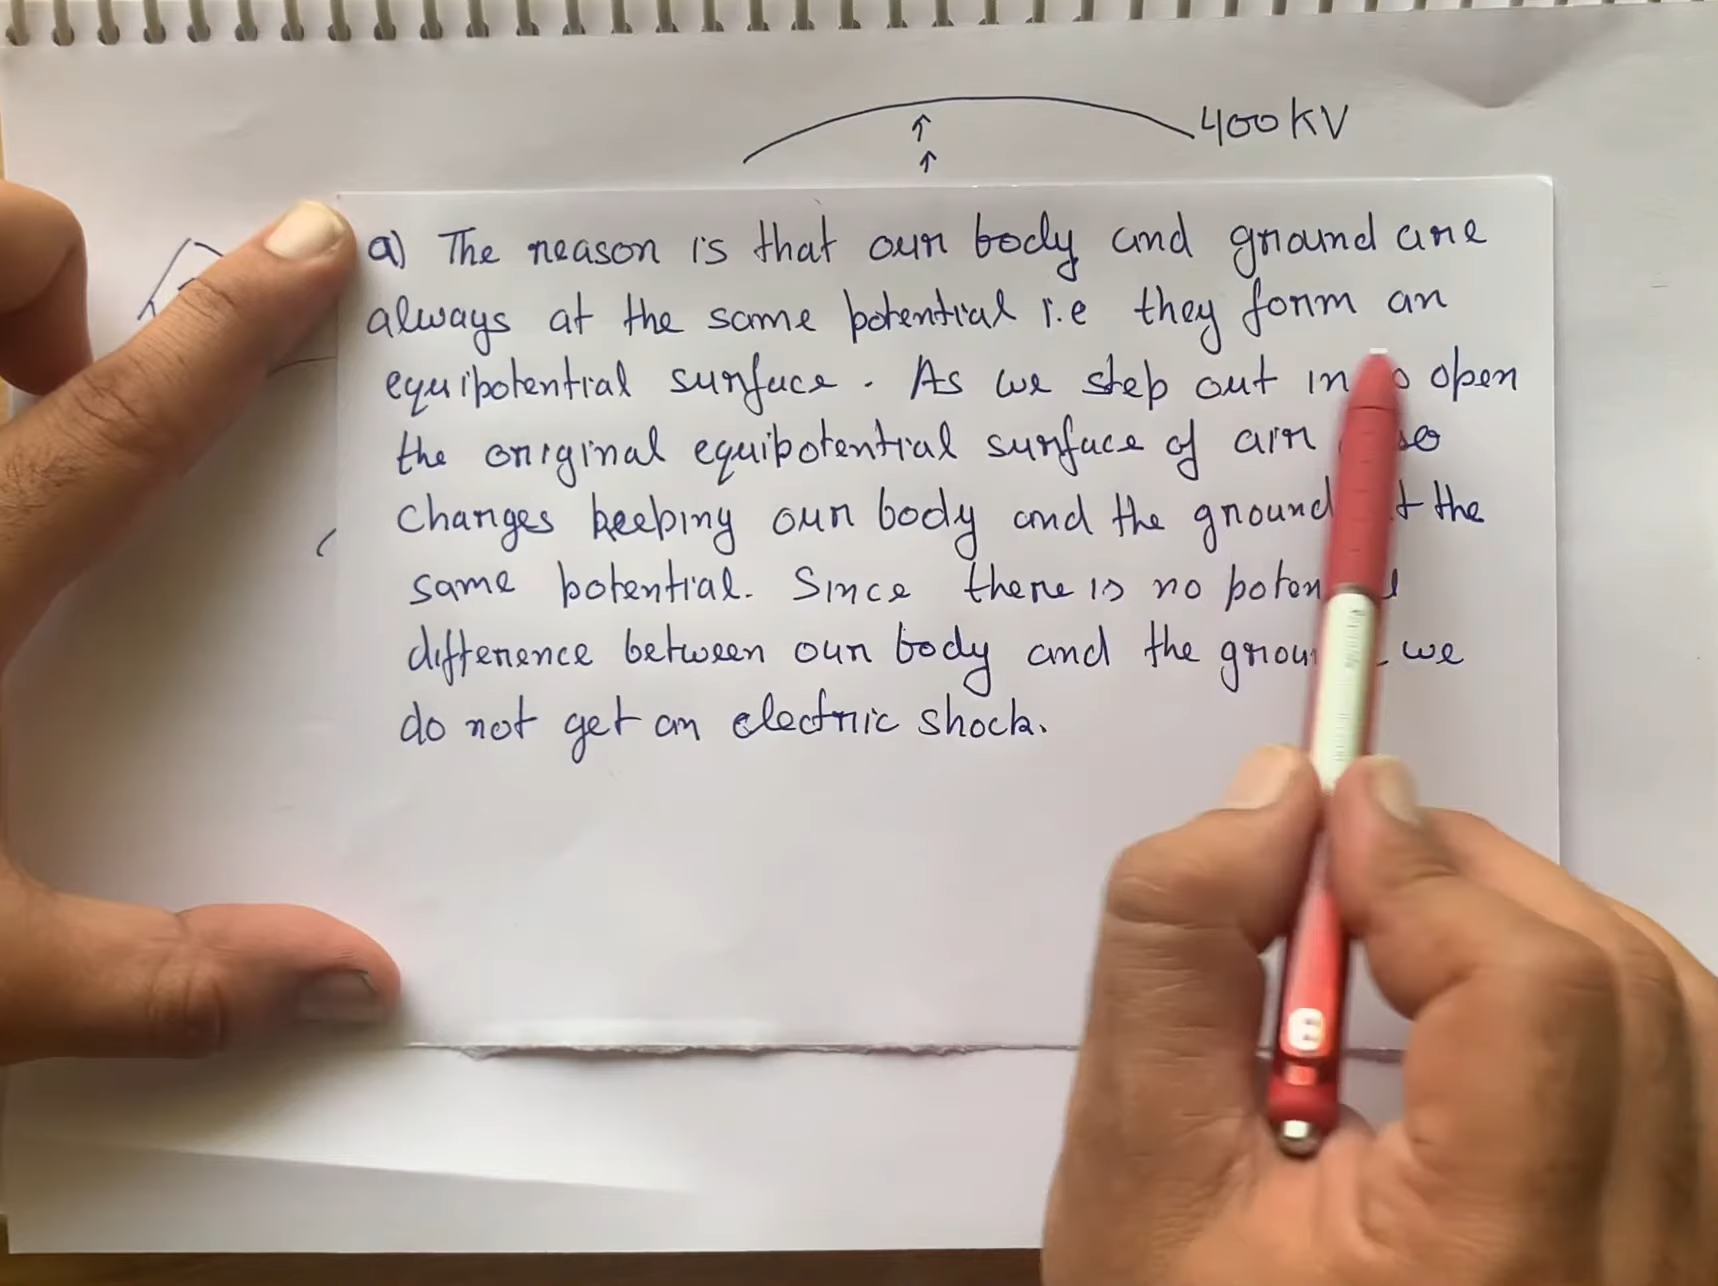 400KV
a) The reason is that our body and ground are
always at the same potential i.e they form an
equipotential surface. As we step out open
the original equipotential surface of air
changes keeping our body and the ground the
same potential. Since there is no
difference between our body and the we
do not get an electric shock.